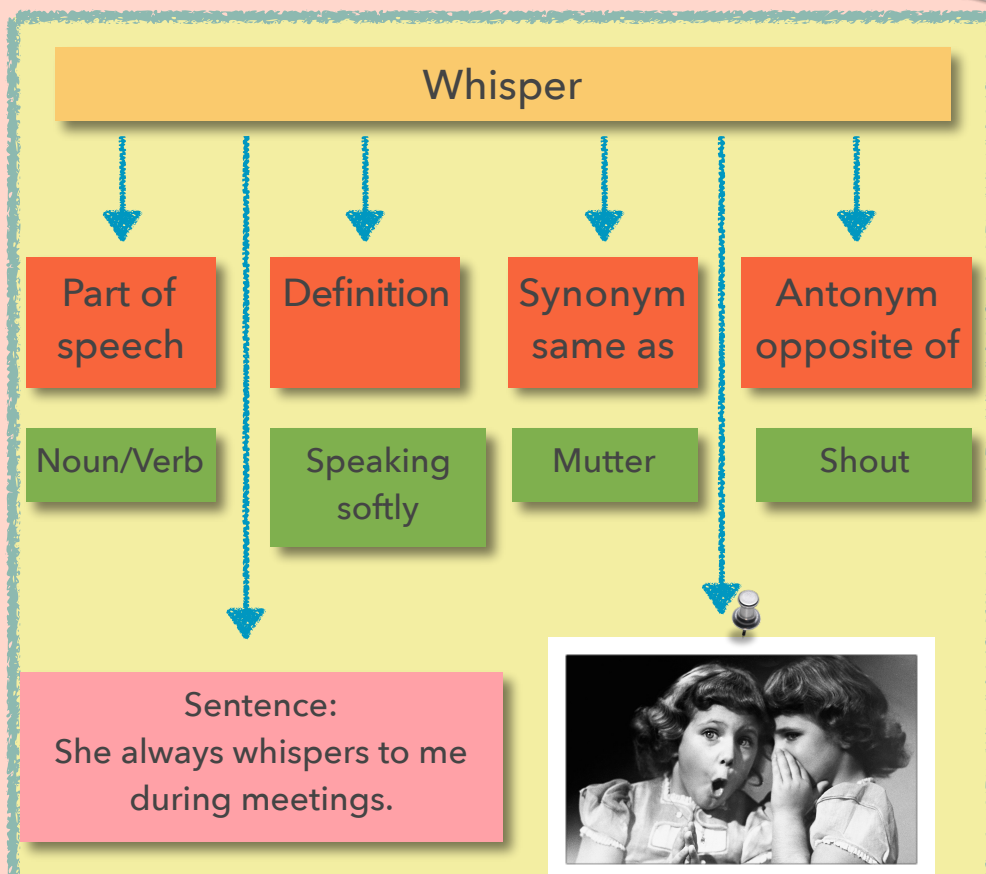 Whisper
Part of
speech
Definition
Synonym
same as
Antonym
opposite of
Noun/Verb
Speaking
softly
Mutter
Shout
Sentence:
She always whispers to me
during meetings.